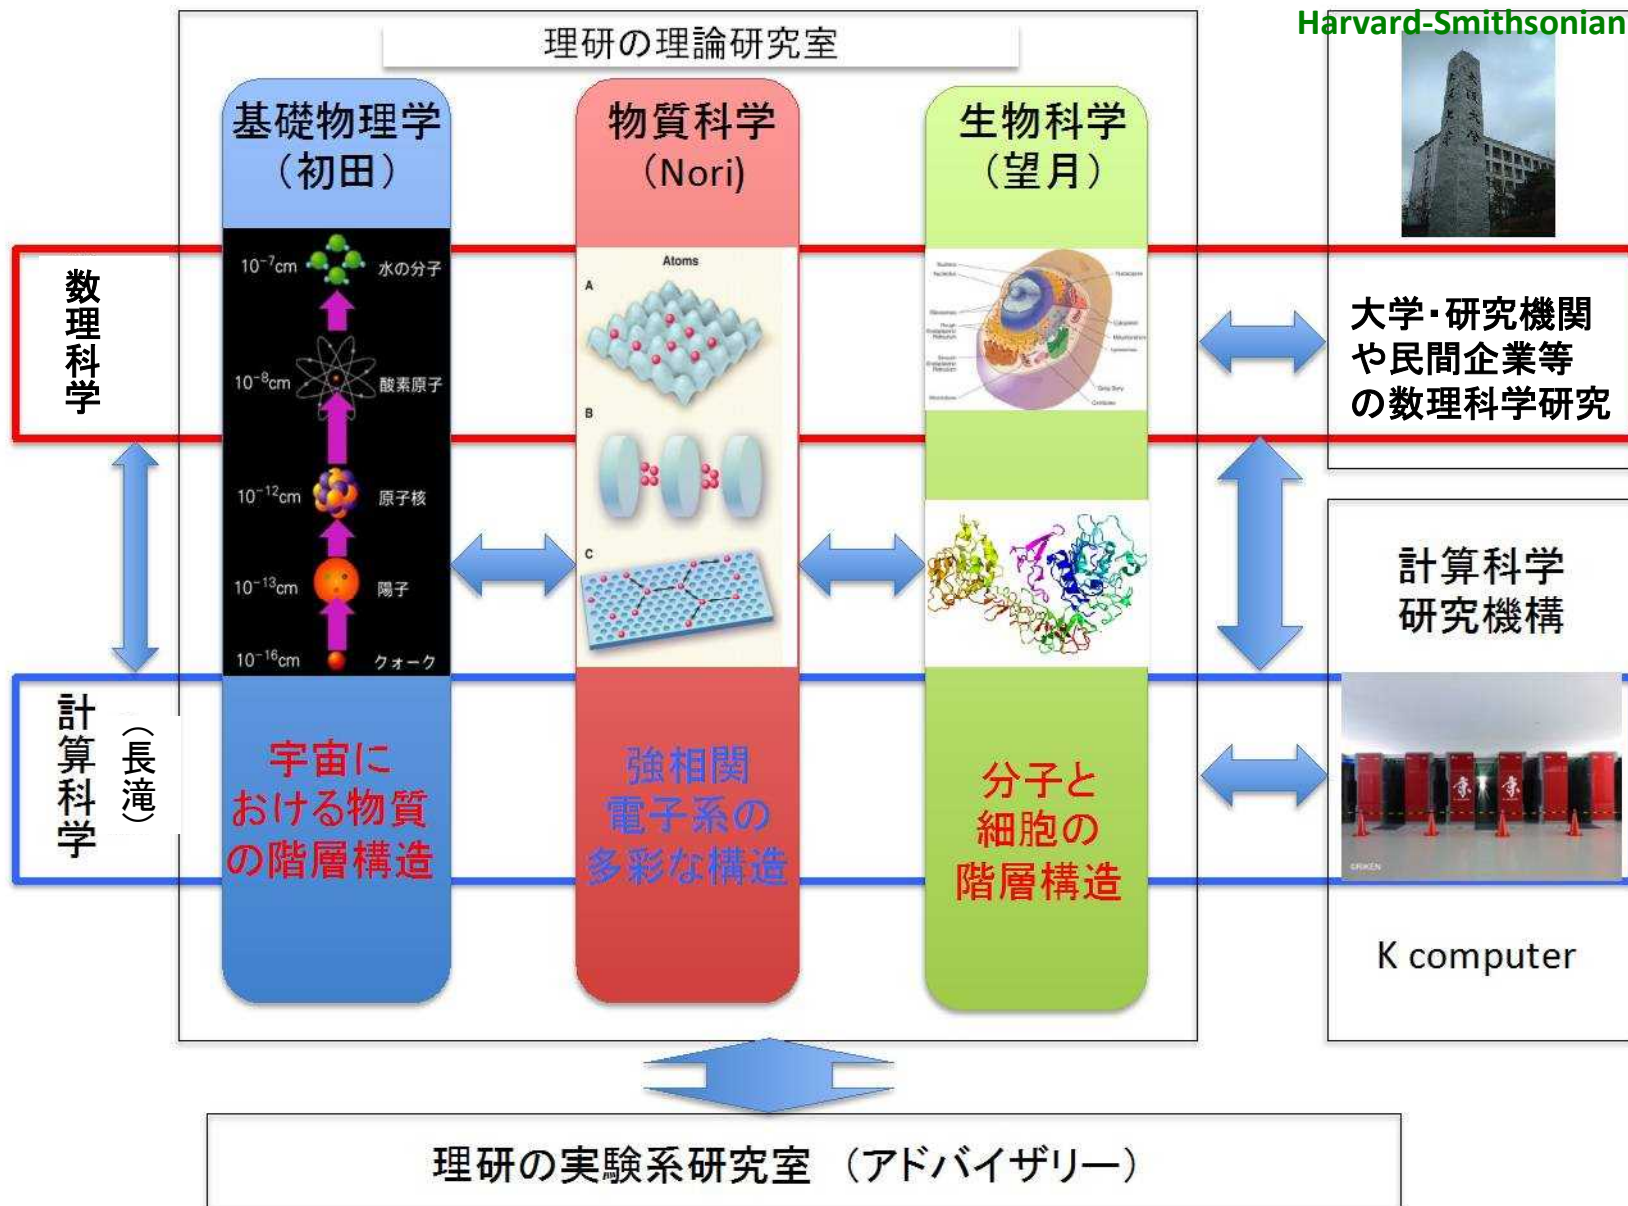 Harvard-Smithsonian
理研の理論研究室
基礎物理学
（初田）
物質科学
(Nori)
生物科学
（望月）
数理科学
10⁻⁷cm 水の分子
10⁻⁸cm 酸素原子
10⁻¹²cm 原子核
10⁻¹³cm 陽子
10⁻¹⁶cm クォーク
Atoms
A
B
C
大学・研究機関
や民間企業等
の数理科学研究
計算科学
研究機構
計算科学
（長滝）
宇宙に
おける物質
の階層構造
強相関
電子系の
多彩な構造
分子と
細胞の
階層構造
京
京
©RIKEN
K computer
理研の実験系研究室 （アドバイザリー）